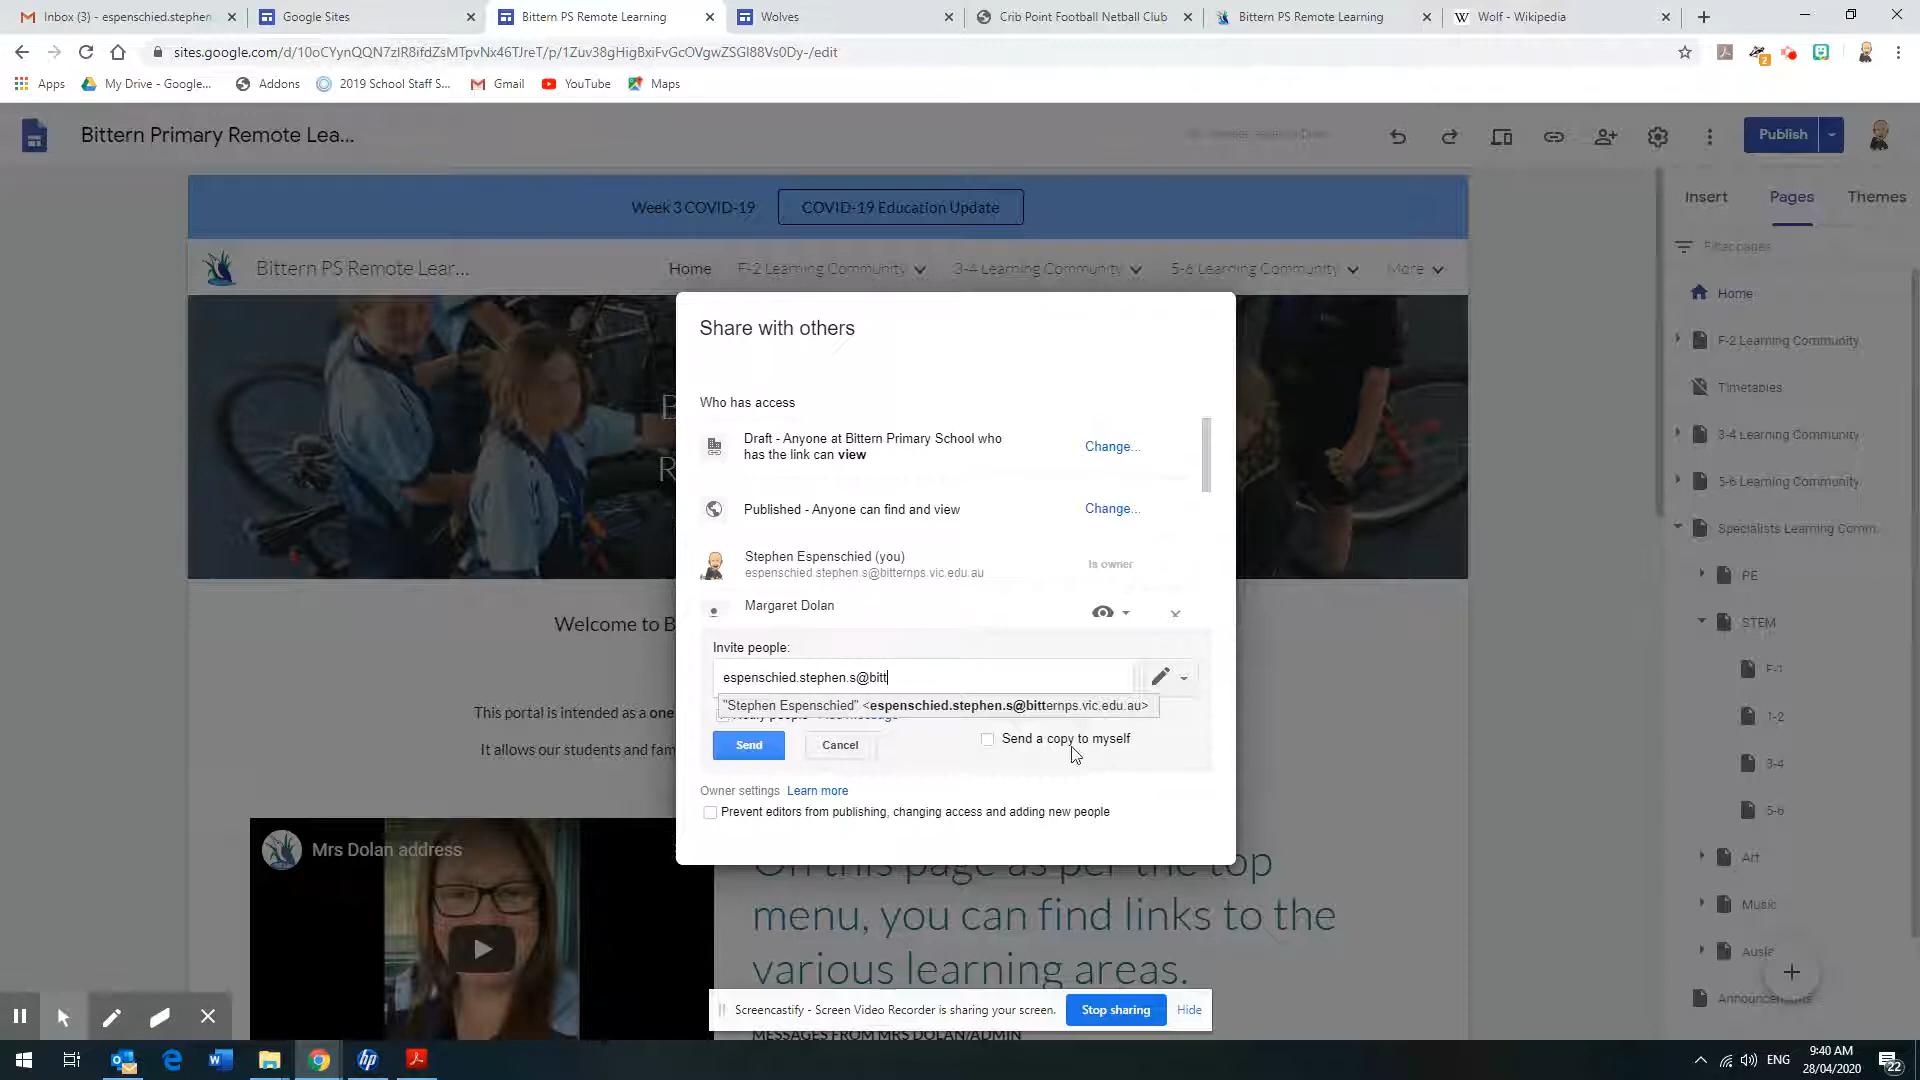 Inbox (3) - espenschied.stephen
Google Sites
Bittern PS Remote Learning
Wolves
Crib Point Football Netball Club
Bittern PS Remote Learning
Wolf - Wikipedia
sites.google.com/d/10oCYynQQN7zIR8ifdZsMTpvNx46TJreT/p/1Zuv38gHigBxiFvGcOVgwZSGI88Vs0Dy-/edit
Apps
My Drive - Google...
Addons
2019 School Staff S...
Gmail
YouTube
Maps
Bittern Primary Remote Lea...
Publish
Week 3 COVID-19
COVID-19 Education Update
Insert
Pages
Themes
Filter pages
Bittern PS Remote Lear...
Home
F-2 Learning Community
3-4 Learning Community
5-6 Learning Community
More
Share with others
Who has access
Draft - Anyone at Bittern Primary School who
has the link can view
Change...
Published - Anyone can find and view
Change...
Stephen Espenschied (you)
espenschied.stephen.s@bitternps.vic.edu.au
Is owner
Margaret Dolan
Invite people:
espenschied.stephen.s@bitt
"Stephen Espenschied" <espenschied.stephen.s@bitternps.vic.edu.au>
Send
Cancel
Send a copy to myself
Owner settings
Learn more
Prevent editors from publishing, changing access and adding new people
Home
F-2 Learning Community
Timetables
3-4 Learning Community
5-6 Learning Community
Specialists Learning Comm...
PE
STEM
F-1
1-2
3-4
5-6
Art
Music
Ausla
Announcements
Welcome to B
This portal is intended as a one
It allows our students and fam
Mrs Dolan address
On this page as per the top
menu, you can find links to the
various learning areas.
MESSAGES FROM MRS DOLAN/ADMIN
Screencastify - Screen Video Recorder is sharing your screen.
Stop sharing
Hide
ENG
9:40 AM
28/04/2020
22